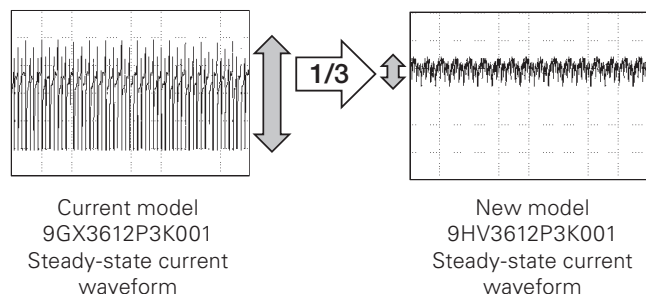 1/3
Current model
9GX3612P3K001
Steady-state current
waveform
New model
9HV3612P3K001
Steady-state current
waveform